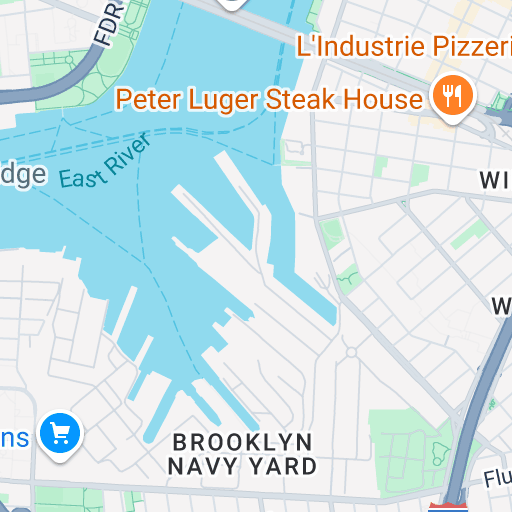 FDR
L'Industrie Pizzeri
Peter Luger Steak House
East River
dge
WI
W
ns
BROOKLYN
NAVY YARD
Flu